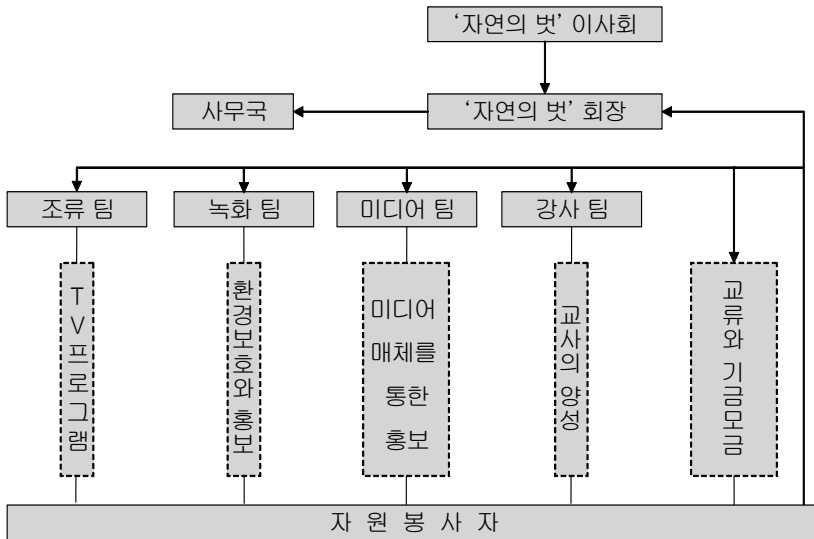 ‘자연의 벗’ 이사회
사무국
‘자연의 벗’ 회장
조류 팀
녹화 팀
미디어 팀
강사 팀
TV프로그램
환경보호와 홍보
미디어
매체를
통한
홍보
교사의 양성
교류와 기금모금
자 원 봉 사 자